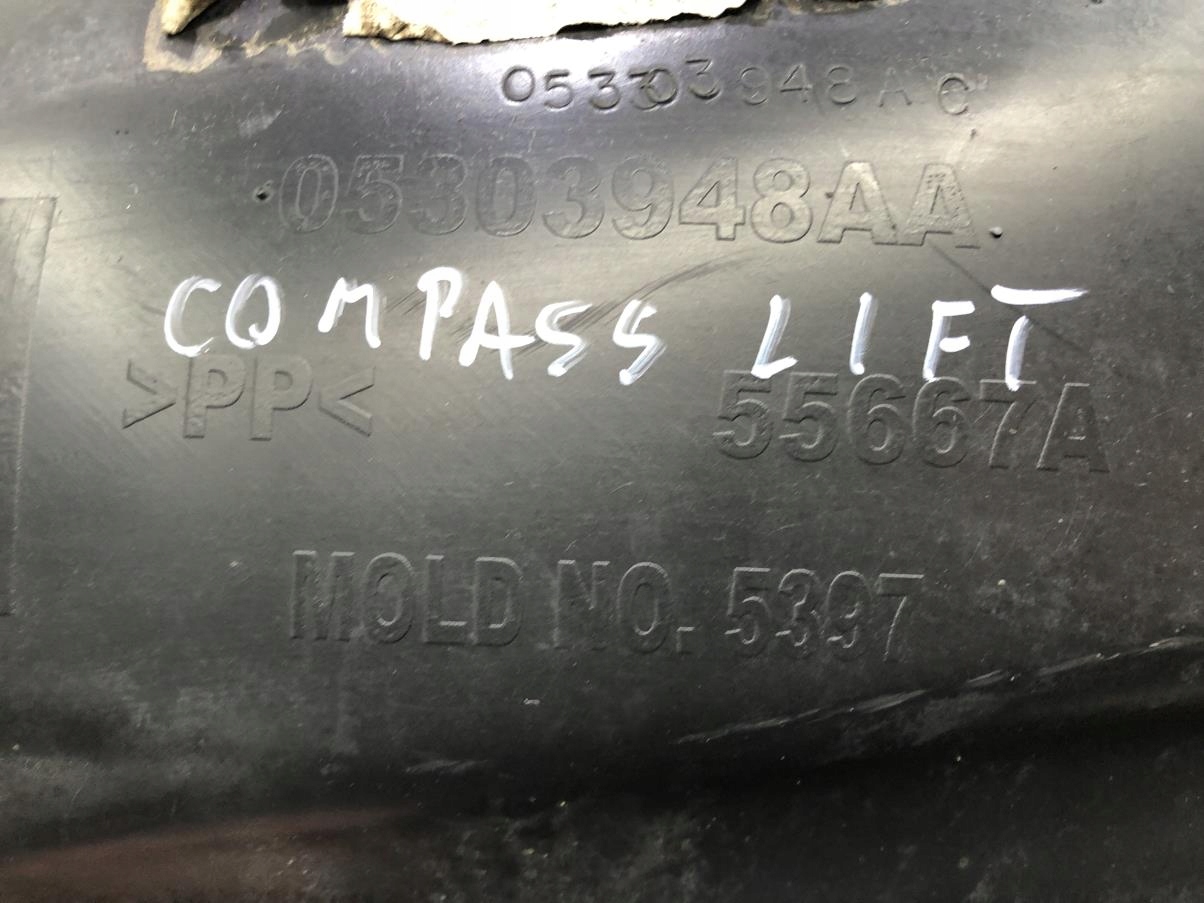 05303948AC
05303948AA
COMPASS LIFT
>PP< 55667A
MOLD NO. 5397